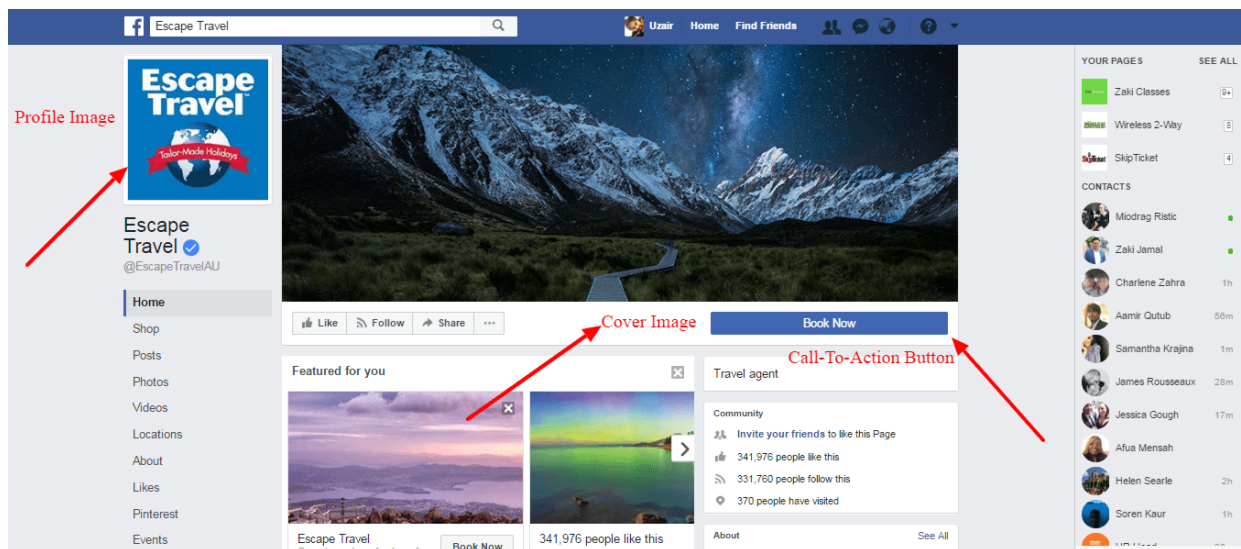 Escape Travel
Uzair Home Find Friends
Profile Image
Escape
Travel
Tailor-Made Holidays
Escape
Travel
@EscapeTravelAU
Home
Shop
Posts
Photos
Videos
Locations
About
Likes
Pinterest
Events
Like Follow Share
Cover Image
Book Now
Call-To-Action Button
Featured for you
Escape Travel
Book Now
341,976 people like this
Travel agent
Community
Invite your friends to like this Page
341,976 people like this
331,760 people follow this
370 people have visited
About See All
YOUR PAGES SEE ALL
Zaki Classes 9+
Wireless 2-Way 8
SkipTicket 4
CONTACTS
Miodrag Ristic
Zaki Jamal
Charlene Zahra 1h
Aamir Qutub 56m
Samantha Krajina 1m
James Rousseaux 28m
Jessica Gough 17m
Afua Mensah
Helen Searle 2h
Soren Kaur 1h